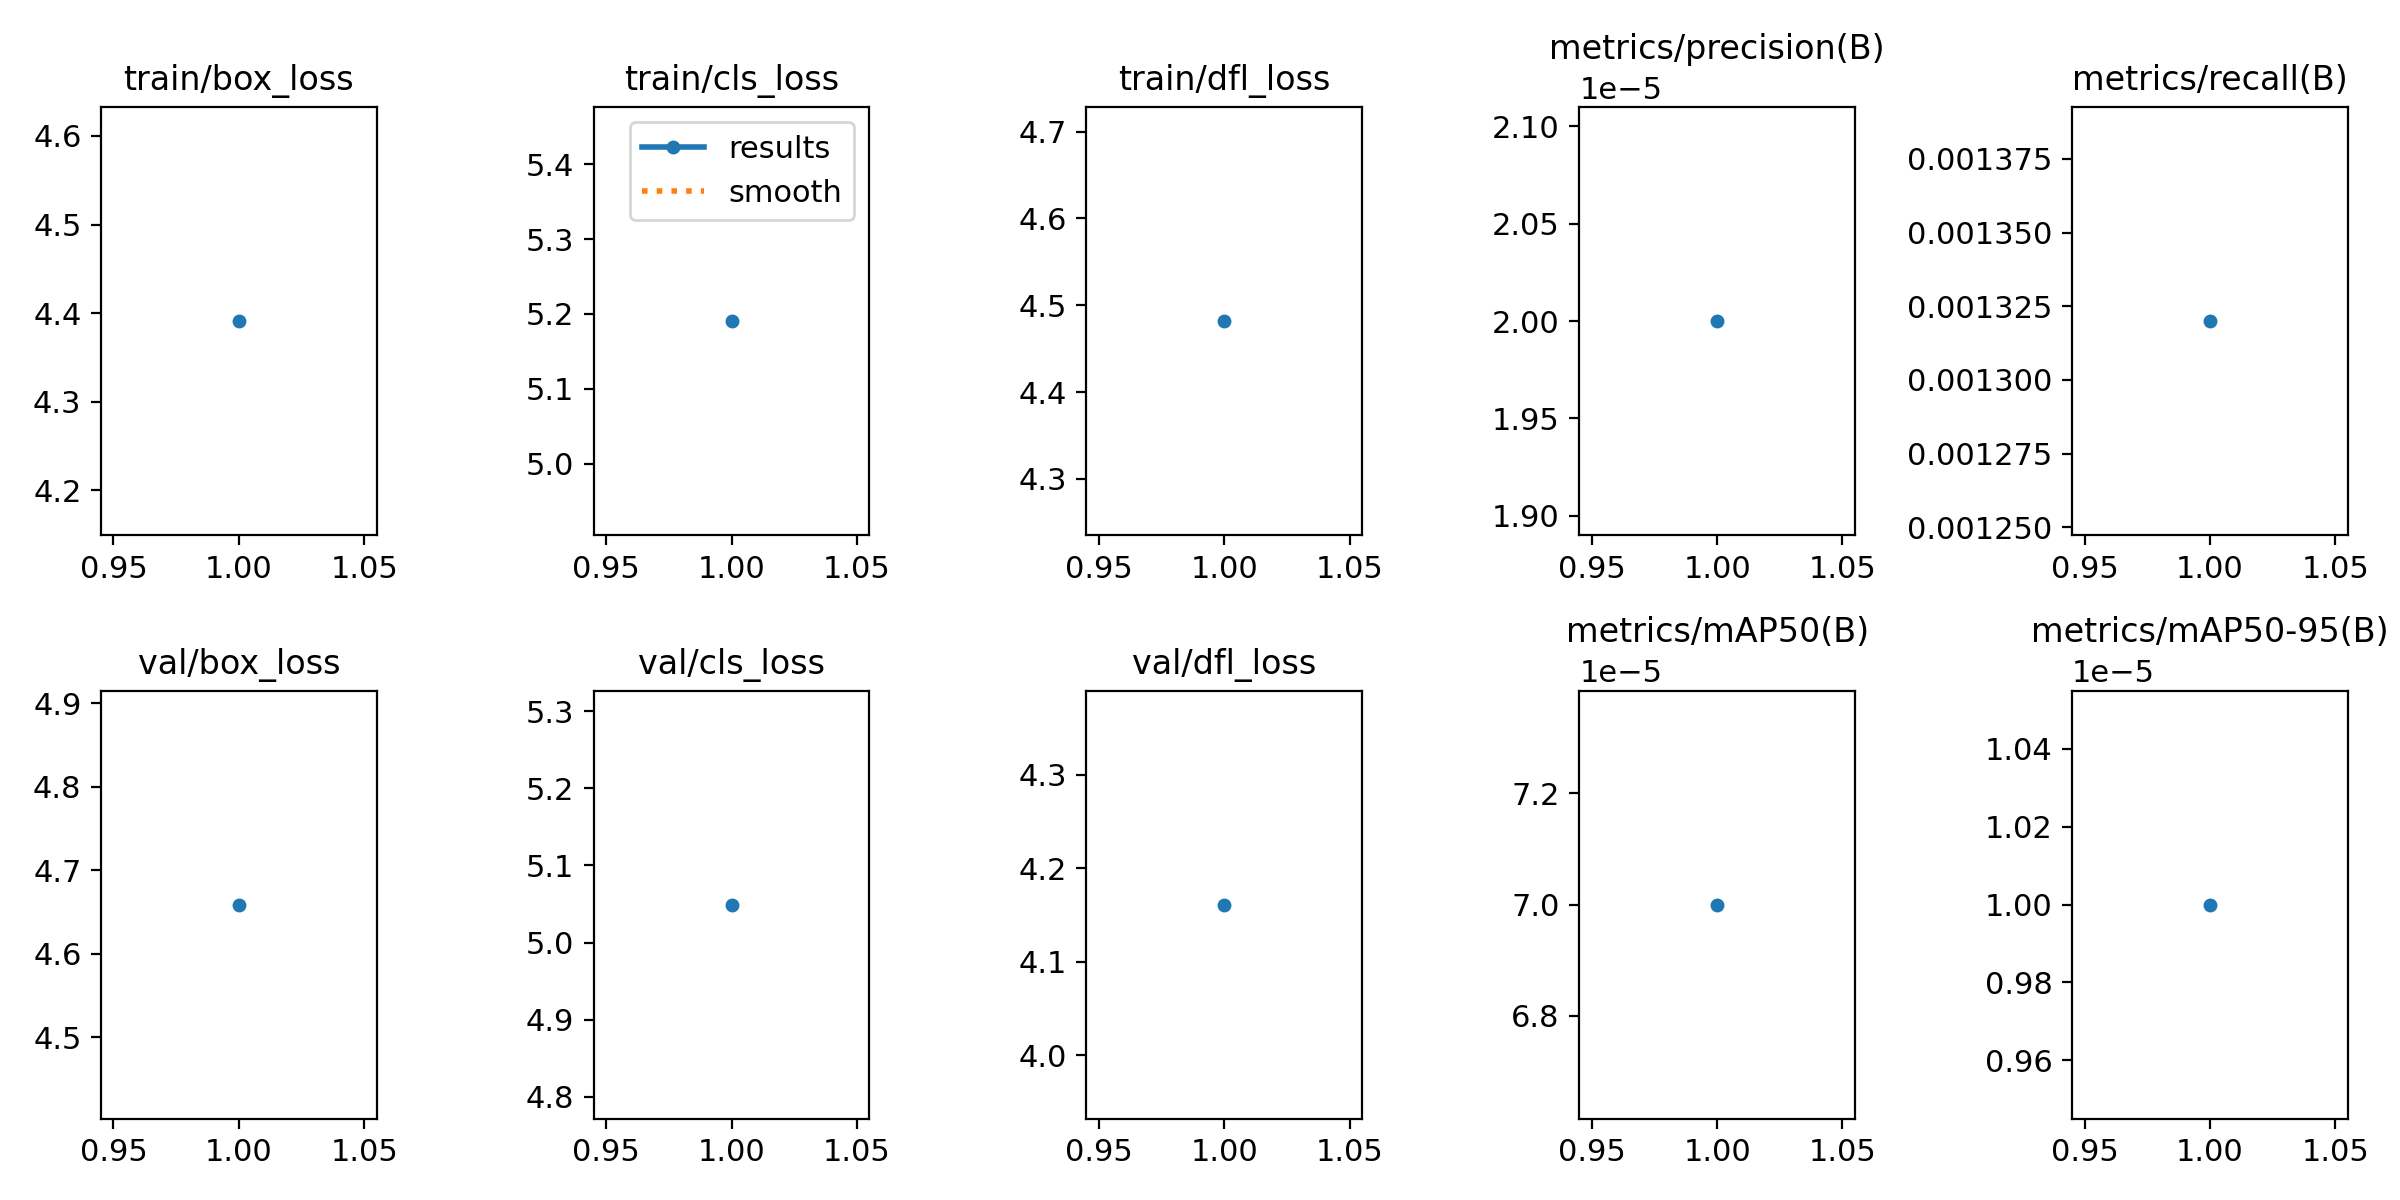 train/box_loss
4.6
4.5
4.4
4.3
4.2
0.95 1.00 1.05
train/cls_loss
results
smooth
5.4
5.3
5.2
5.1
5.0
0.95 1.00 1.05
train/dfl_loss
4.7
4.6
4.5
4.4
4.3
0.95 1.00 1.05
metrics/precision(B)
1e−5
2.10
2.05
2.00
1.95
1.90
0.95 1.00 1.05
metrics/recall(B)
0.001375
0.001350
0.001325
0.001300
0.001275
0.001250
0.95 1.00 1.05
val/box_loss
4.9
4.8
4.7
4.6
4.5
0.95 1.00 1.05
val/cls_loss
5.3
5.2
5.1
5.0
4.9
4.8
0.95 1.00 1.05
val/dfl_loss
4.3
4.2
4.1
4.0
0.95 1.00 1.05
metrics/mAP50(B)
1e−5
7.2
7.0
6.8
0.95 1.00 1.05
metrics/mAP50-95(B)
1e−5
1.04
1.02
1.00
0.98
0.96
0.95 1.00 1.05